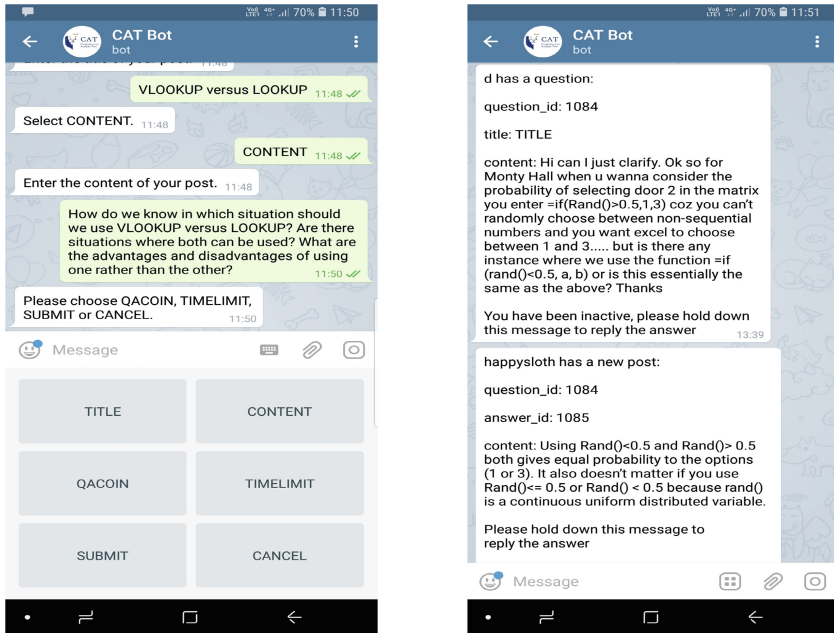 VoD LTE1 4G+ 70% 11:50
CAT
CAT Bot
bot
11:48
VLOOKUP versus LOOKUP 11:48
Select CONTENT. 11:48
CONTENT 11:48
Enter the content of your post. 11:48
How do we know in which situation should
we use VLOOKUP versus LOOKUP? Are there
situations where both can be used? What are
the advantages and disadvantages of using
one rather than the other? 11:50
Please choose QACOIN, TIMELIMIT,
SUBMIT or CANCEL. 11:50
Message
TITLE CONTENT
QACOIN TIMELIMIT
SUBMIT CANCEL
4G+ 70% 11:51
CAT
CAT Bot
bot
d has a question:
question_id: 1084
title: TITLE
content: Hi can I just clarify. Ok so for
Monty Hall when u wanna consider the
probability of selecting door 2 in the matrix
you enter =if(Rand()>0.5,1,3) coz you can't
randomly choose between non-sequential
numbers and you want excel to choose
between 1 and 3..... but is there any
instance where we use the function =if
(rand()<0.5, a, b) or is this essentially the
same as the above? Thanks
You have been inactive, please hold down
this message to reply the answer 13:39
happysloth has a new post:
question_id: 1084
answer_id: 1085
content: Using Rand()<0.5 and Rand()> 0.5
both gives equal probability to the options
(1 or 3). It also doesn't matter if you use
Rand()<= 0.5 or Rand() < 0.5 because rand()
is a continuous uniform distributed variable.
Please hold down this message to
reply the answer
Message